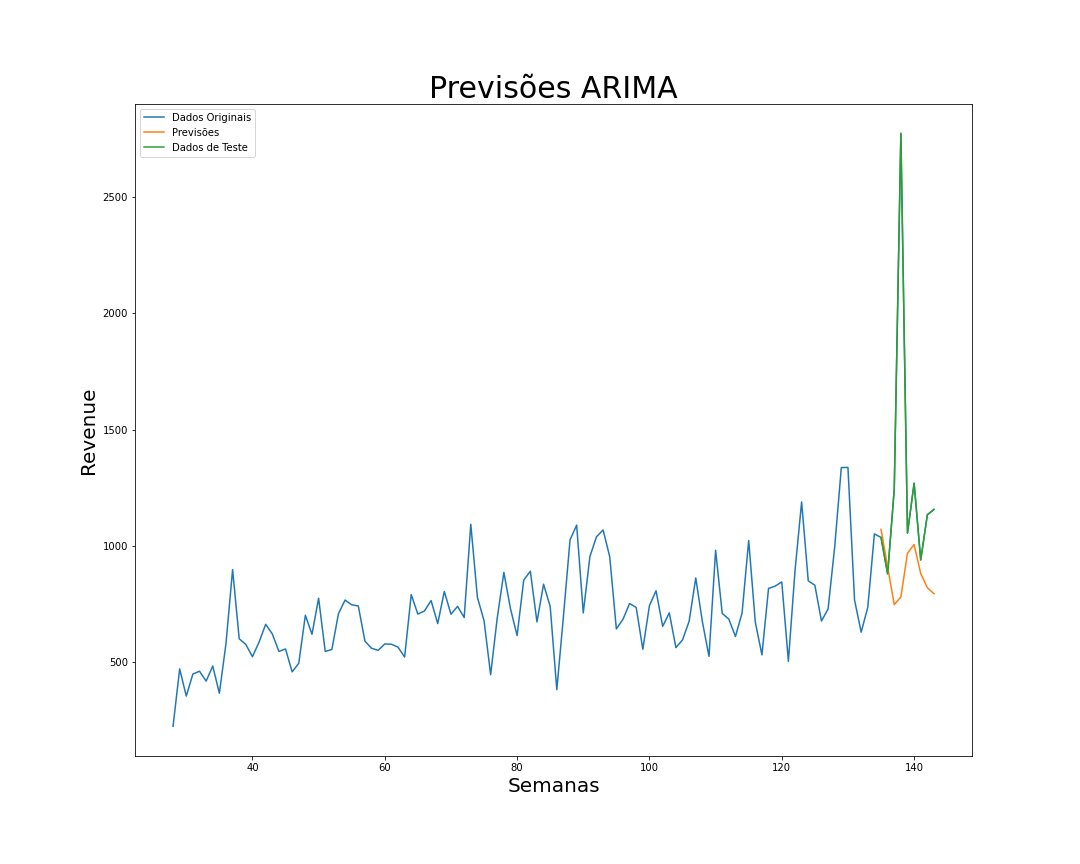 Previsões ARIMA
Dados Originais
Previsões
Dados de Teste
2500
2000
1500
1000
500
Revenue
40 60 80 100 120 140
Semanas